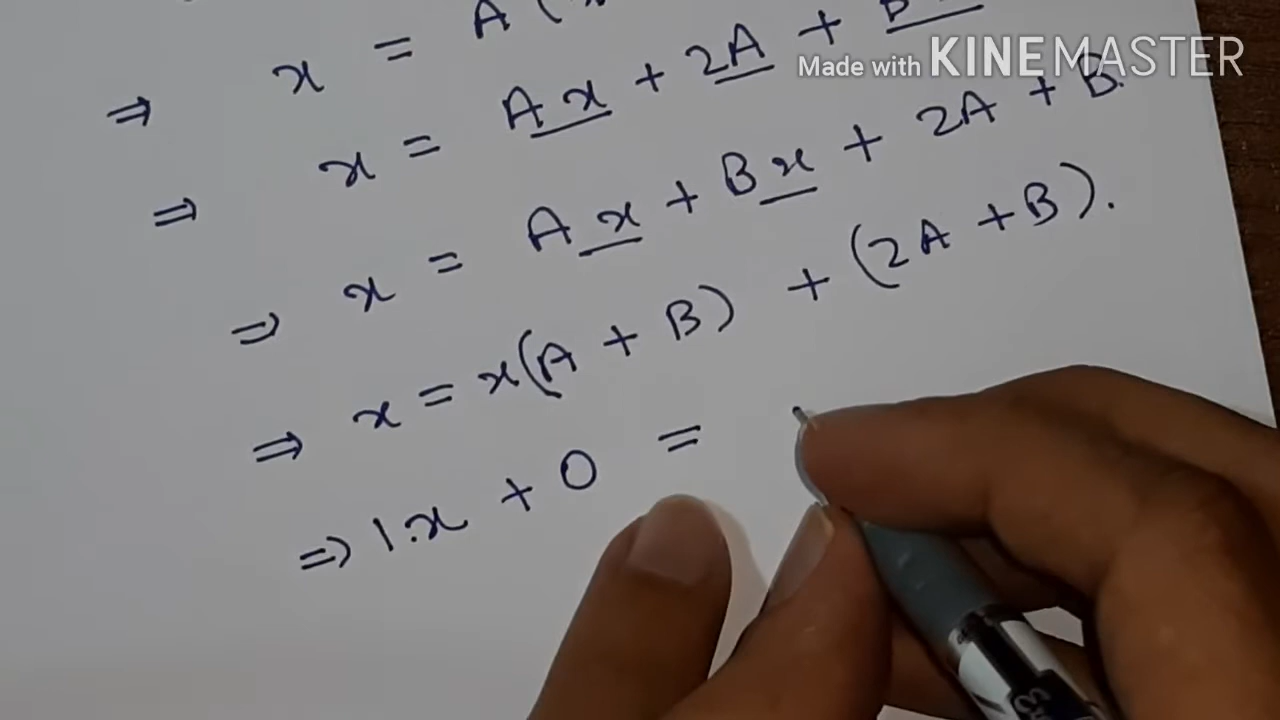 ⇒ x = A (
⇒ x = Ax + 2A +
Made with KINEMASTER
⇒ x = Ax + Bx + 2A + B.
⇒ x = x(A + B) + (2A + B).
⇒ 1.x + 0 =